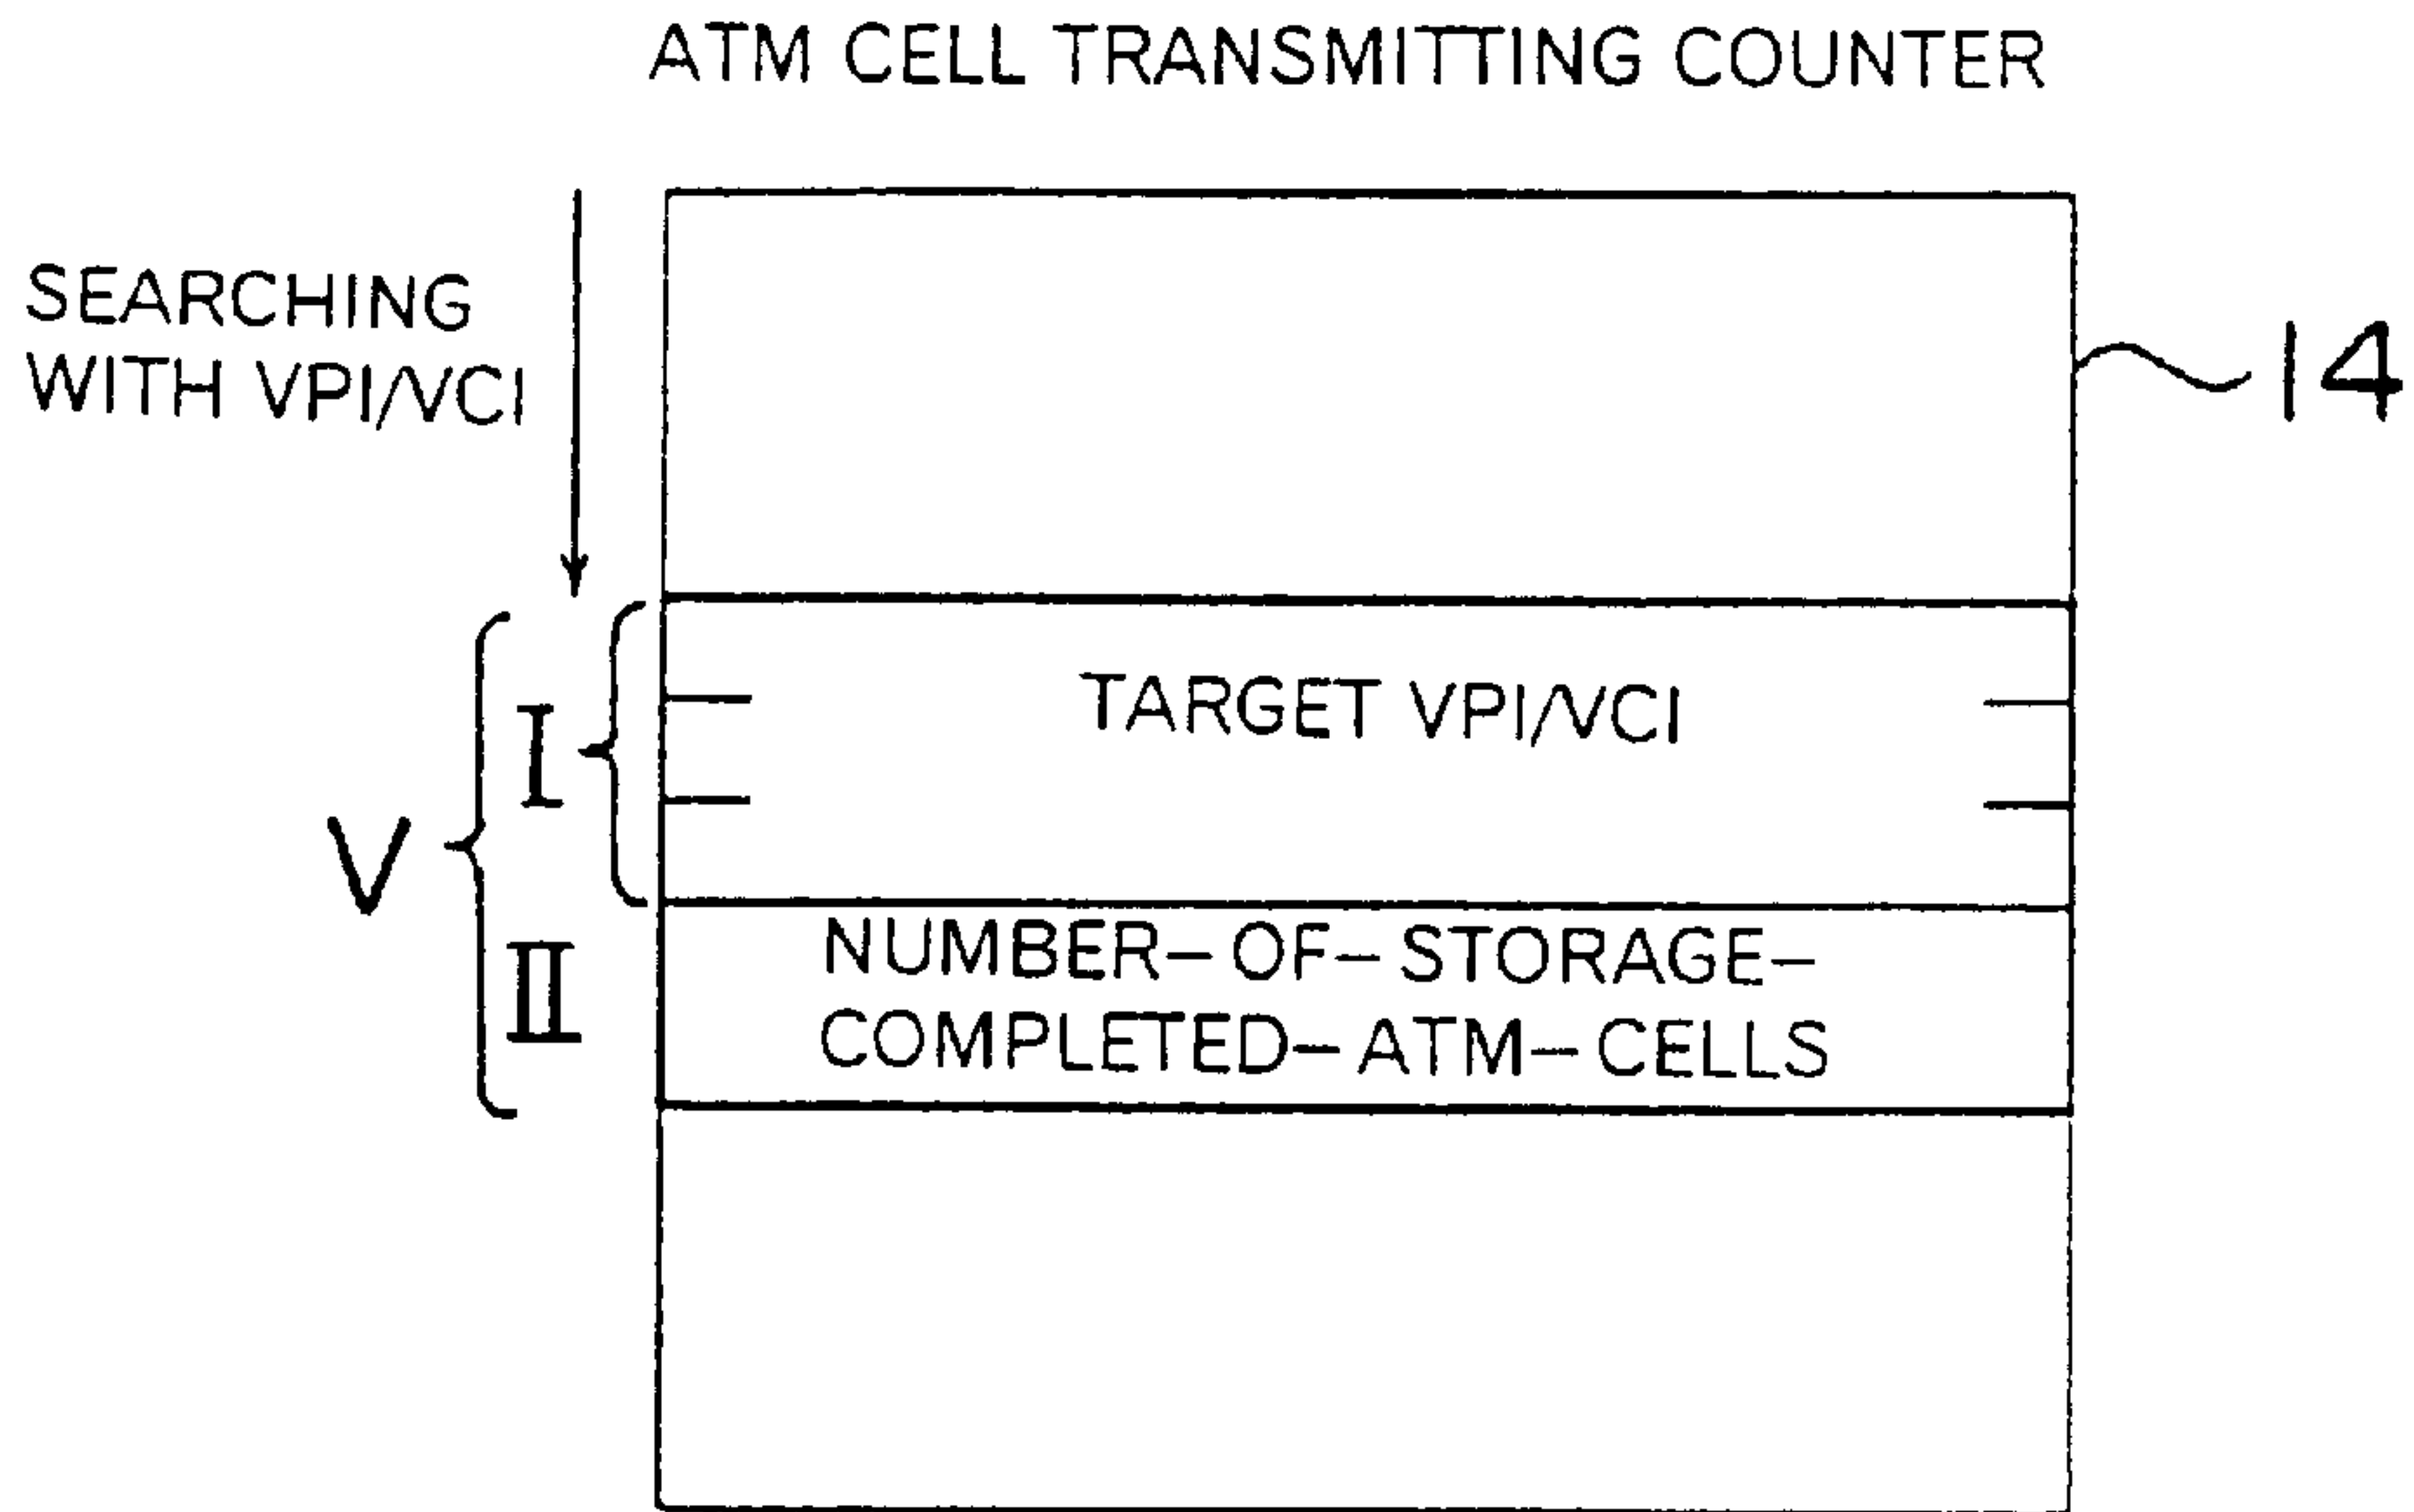 ATM CELL TRANSMITTING COUNTER
SEARCHING
WITH VPI/VCI
14
TARGET VPI/VCI
I
V
NUMBER-OF-STORAGE-
II
COMPLETED-ATM-CELLS